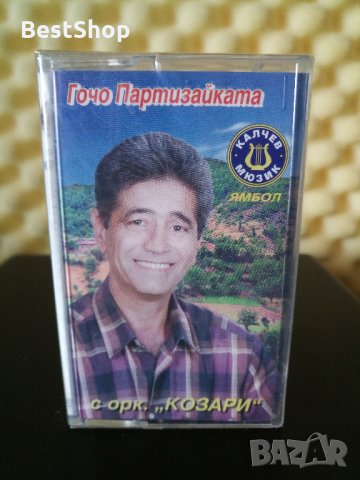 BestShop
Гочо Партизайката
КАЛЧЕВ
МЮЗИК
ЯМБОЛ
с орк. „КОЗАРИ“
BAZAR